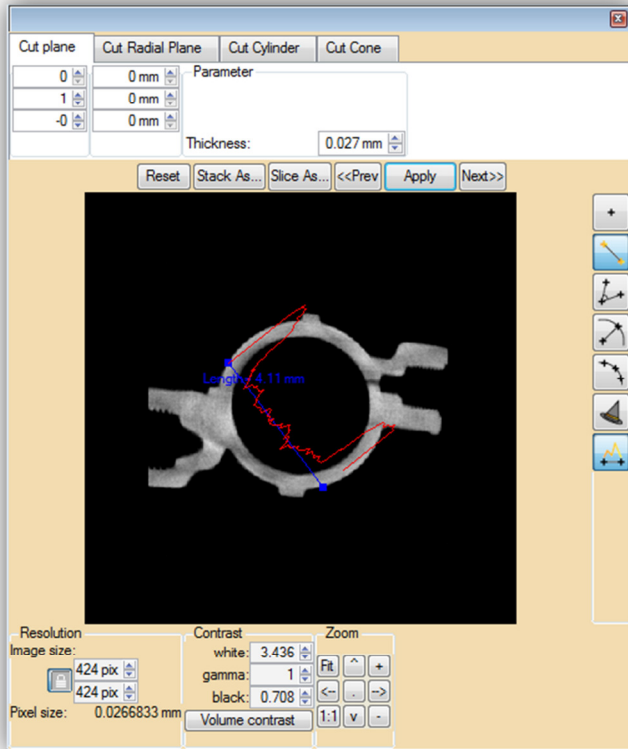 Cut plane Cut Radial Plane Cut Cylinder Cut Cone
0 0 mm Parameter
1 0 mm
-0 0 mm
Thickness: 0.027 mm
Reset Stack As... Slice As... <<Prev Apply Next>>
Length: 4.11 mm
Resolution Contrast Zoom
Image size: white: 3.436 Fit ^ +
424 pix gamma: 1 <-- . -->
424 pix black: 0.708 1:1 v -
Pixel size: 0.0266833 mm Volume contrast